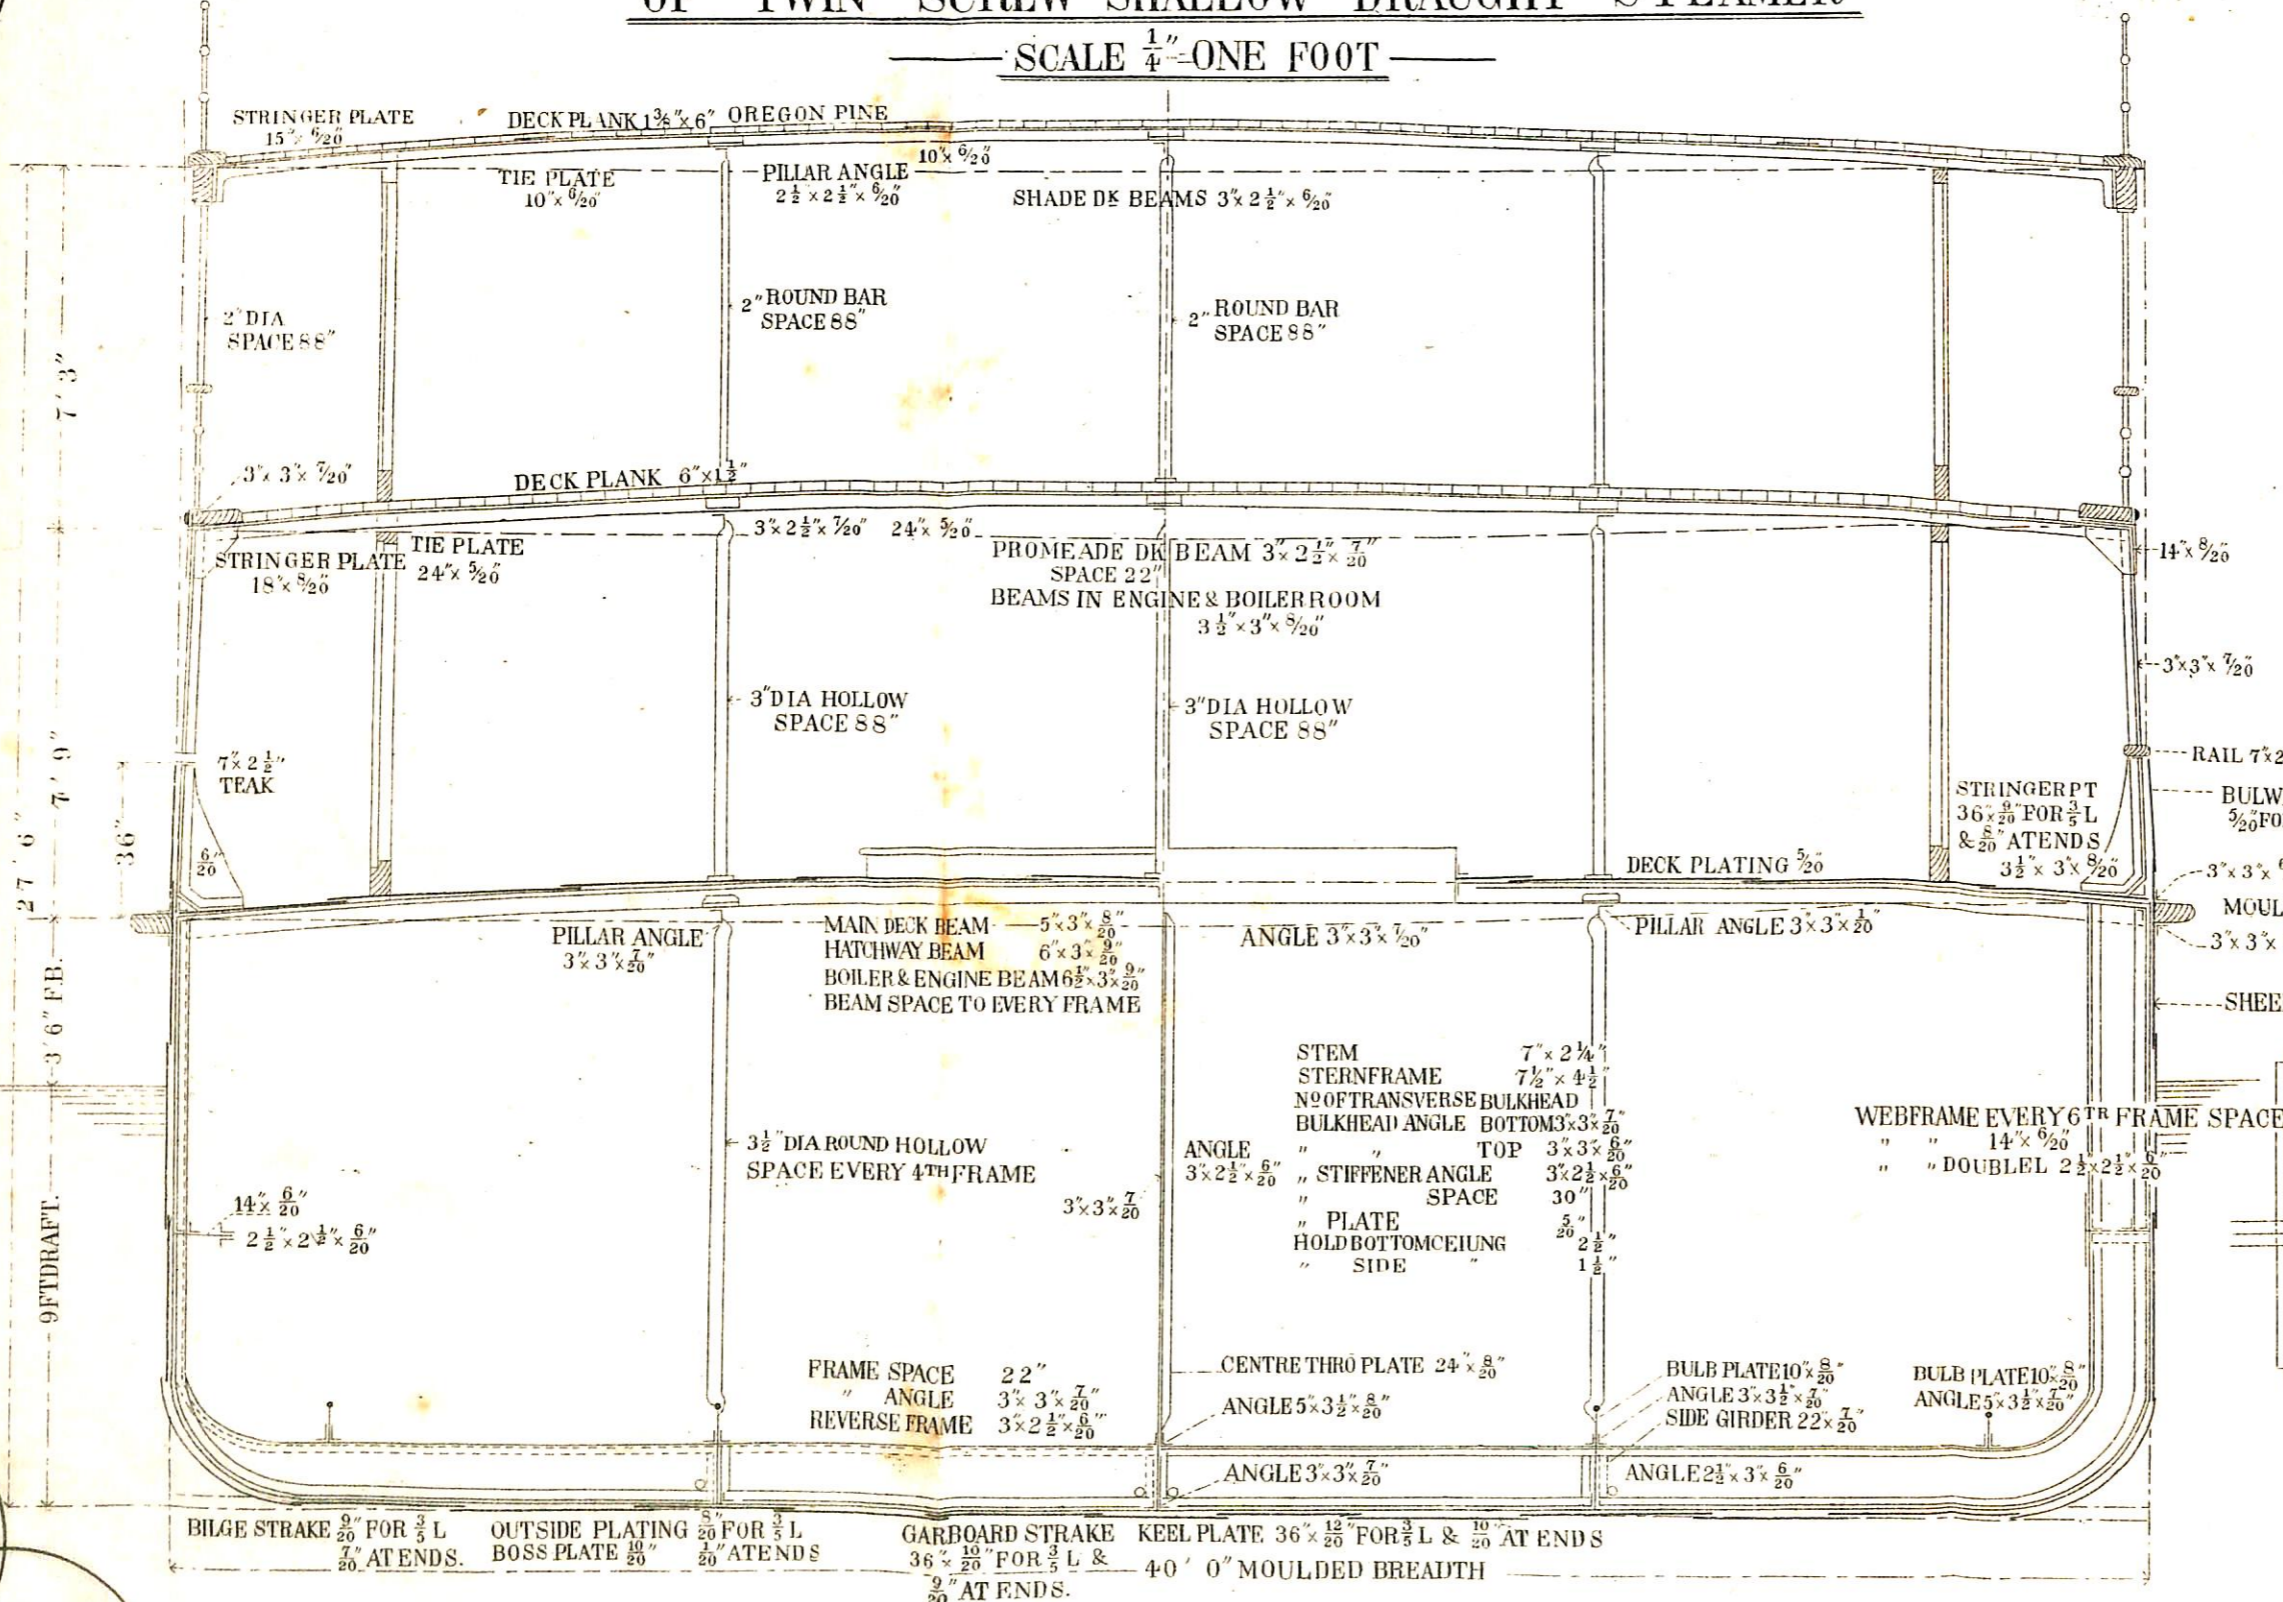 OF TWIN SCREW SHALLOW DRAUGHT STEAMER
SCALE 1/4"=ONE FOOT
STRINGER PLATE
15"× 6/20"
DECK PLANK 1 3/8"×6" OREGON PINE
10"× 6/20"
TIE PLATE
10"× 6/20"
PILLAR ANGLE
2 1/2"×2 1/2"× 6/20"
SHADE DK BEAMS 3"×2 1/2"× 6/20"
2" DIA
SPACE 88"
2" ROUND BAR
SPACE 88"
2" ROUND BAR
SPACE 88"
7' 3"
3"× 3"× 7/20"
DECK PLANK 6"×1 1/2"
3"×2 1/2"× 7/20" 24"× 5/20"
STRINGER PLATE
18"× 8/20"
TIE PLATE
24"× 5/20"
PROMEADE DK BEAM 3"×2 1/2"× 7/20"
SPACE 22"
BEAMS IN ENGINE & BOILER ROOM
3 1/2"×3"× 8/20"
14"× 8/20"
3"×3"× 7/20"
3" DIA HOLLOW
SPACE 88"
3" DIA HOLLOW
SPACE 88"
7"×2 1/2"
TEAK
RAIL 7"×2
BULW
5/20" FO
STRINGER PT
36"× 9/20" FOR 3/5 L
& 8/20" AT ENDS
3 1/2"× 3"× 8/20"
7' 9"
27' 6"
36"
6/20"
DECK PLATING 5/20"
3"×3"×
MOUL
3"×3"×
PILLAR ANGLE
3"×3"×7/20"
MAIN DECK BEAM 5"×3"× 8/20"
HATCHWAY BEAM 6"×3"× 9/20"
BOILER & ENGINE BEAM 6 1/2"×3"× 9/20"
BEAM SPACE TO EVERY FRAME
ANGLE 3"×3"× 7/20"
PILLAR ANGLE 3"×3"×1/20"
3' 6" F.B.
SHEE
STEM 7"× 2 1/4"
STERNFRAME 7 1/2"× 4 1/2"
No OF TRANSVERSE BULKHEAD
BULKHEAD ANGLE BOTTOM 3"×3"× 7/20"
" " TOP 3"×3"× 6/20"
" STIFFENER ANGLE 3"×2 1/2"× 6/20"
" SPACE 30"
" PLATE 5/20"
HOLD BOTTOM CEIUNG 2 1/2"
" SIDE " 1 1/2"
ANGLE
3"×2 1/2"× 6/20"
WEBFRAME EVERY 6TR FRAME SPACE
" " 14"× 6/20"
" " DOUBLE L 2 1/2"×2 1/2"× 6/20"
3 1/2" DIA ROUND HOLLOW
SPACE EVERY 4TH FRAME
3"×3"× 7/20
14"× 6/20"
2 1/2"×2 1/2"× 6/20"
9 FT DRAFT.
FRAME SPACE 22"
" ANGLE 3"× 3"× 7/20"
REVERSE FRAME 3"×2 1/2"× 6/20"
CENTRE THRO PLATE 24"× 8/20"
ANGLE 5"×3 1/2"× 8/20"
ANGLE 3"×3"× 7/20"
BULB PLATE 10"× 8/20"
ANGLE 3"×3 1/2"× 7/20"
SIDE GIRDER 22"× 7/20"
BULB PLATE 10"× 8/20"
ANGLE 5"×3 1/2"× 7/20"
ANGLE 2 1/2"×3"× 6/20"
BILGE STRAKE 9/20" FOR 3/5 L
7/20" AT ENDS.
OUTSIDE PLATING 8/20" FOR 3/5 L
BOSS PLATE 10/20" 1/20" AT ENDS
GARBOARD STRAKE
36"× 10/20" FOR 3/5 L &
9/20" AT ENDS.
KEEL PLATE 36"× 12/20" FOR 3/5 L & 10/20" AT ENDS
40' 0" MOULDED BREADTH